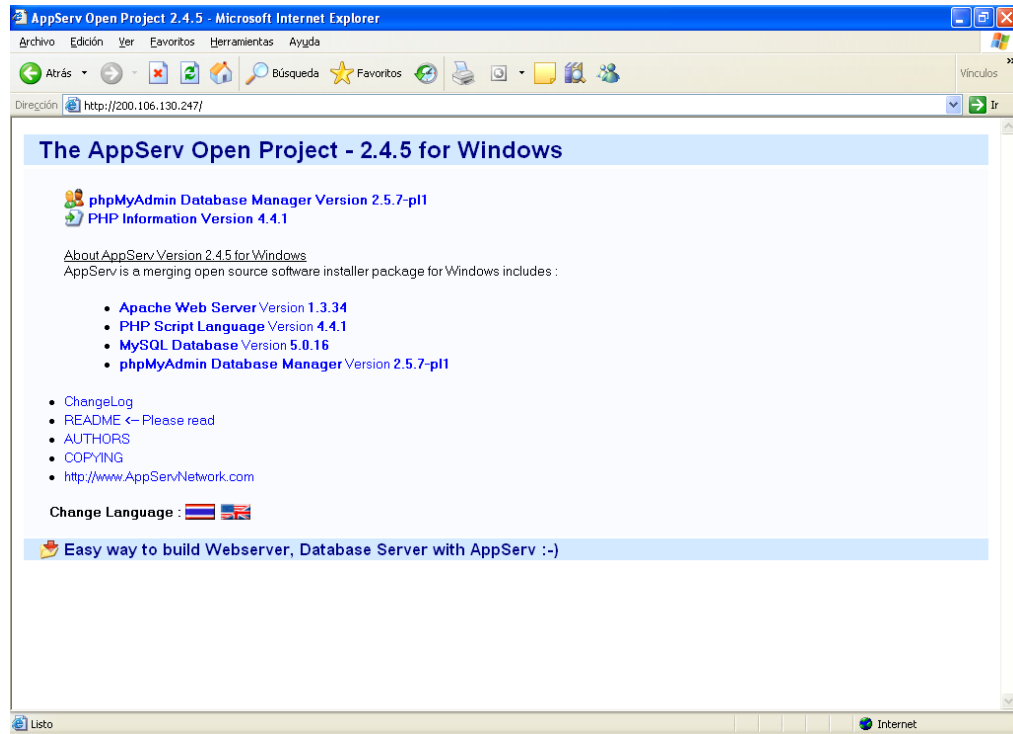 AppServ Open Project 2.4.5 - Microsoft Internet Explorer
Archivo Edición Ver Favoritos Herramientas Ayuda
Atrás Búsqueda Favoritos Vínculos »
Dirección http://200.106.130.247/ Ir
The AppServ Open Project - 2.4.5 for Windows
phpMyAdmin Database Manager Version 2.5.7-pl1
PHP Information Version 4.4.1
About AppServ Version 2.4.5 for Windows
AppServ is a merging open source software installer package for Windows includes :
• Apache Web Server Version 1.3.34
• PHP Script Language Version 4.4.1
• MySQL Database Version 5.0.16
• phpMyAdmin Database Manager Version 2.5.7-pl1
• ChangeLog
• README <-- Please read
• AUTHORS
• COPYING
• http://www.AppServNetwork.com
Change Language :
Easy way to build Webserver, Database Server with AppServ :-)
Listo Internet